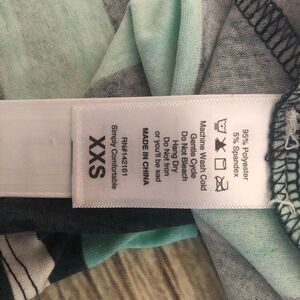 95% Polyester
5% Spandex
Machine Wash Cold
Gentle Cycle
Do Not Bleach
Hang Dry
Do Not Iron
or you'll be sad
MADE IN CHINA
RN#142161
Simply Comfortable
XXS